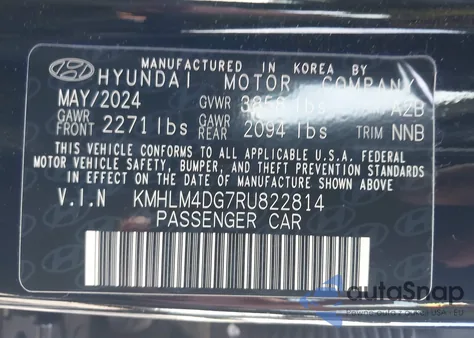 MANUFACTURED IN KOREA BY
HYUNDAI MOTOR COMPANY
MAY/2024 GVWR 3858 lbs A2B
GAWR FRONT 2271 lbs GAWR REAR 2094 lbs TRIM NNB
THIS VEHICLE CONFORMS TO ALL APPLICABLE U.S.A. FEDERAL
MOTOR VEHICLE SAFETY, BUMPER, AND THEFT PREVENTION STANDARDS
IN EFFECT ON THE DATE OF MANUFACTURE SHOWN ABOVE.
V.I.N KMHLM4DG7RU822814
PASSENGER CAR
autoSnap